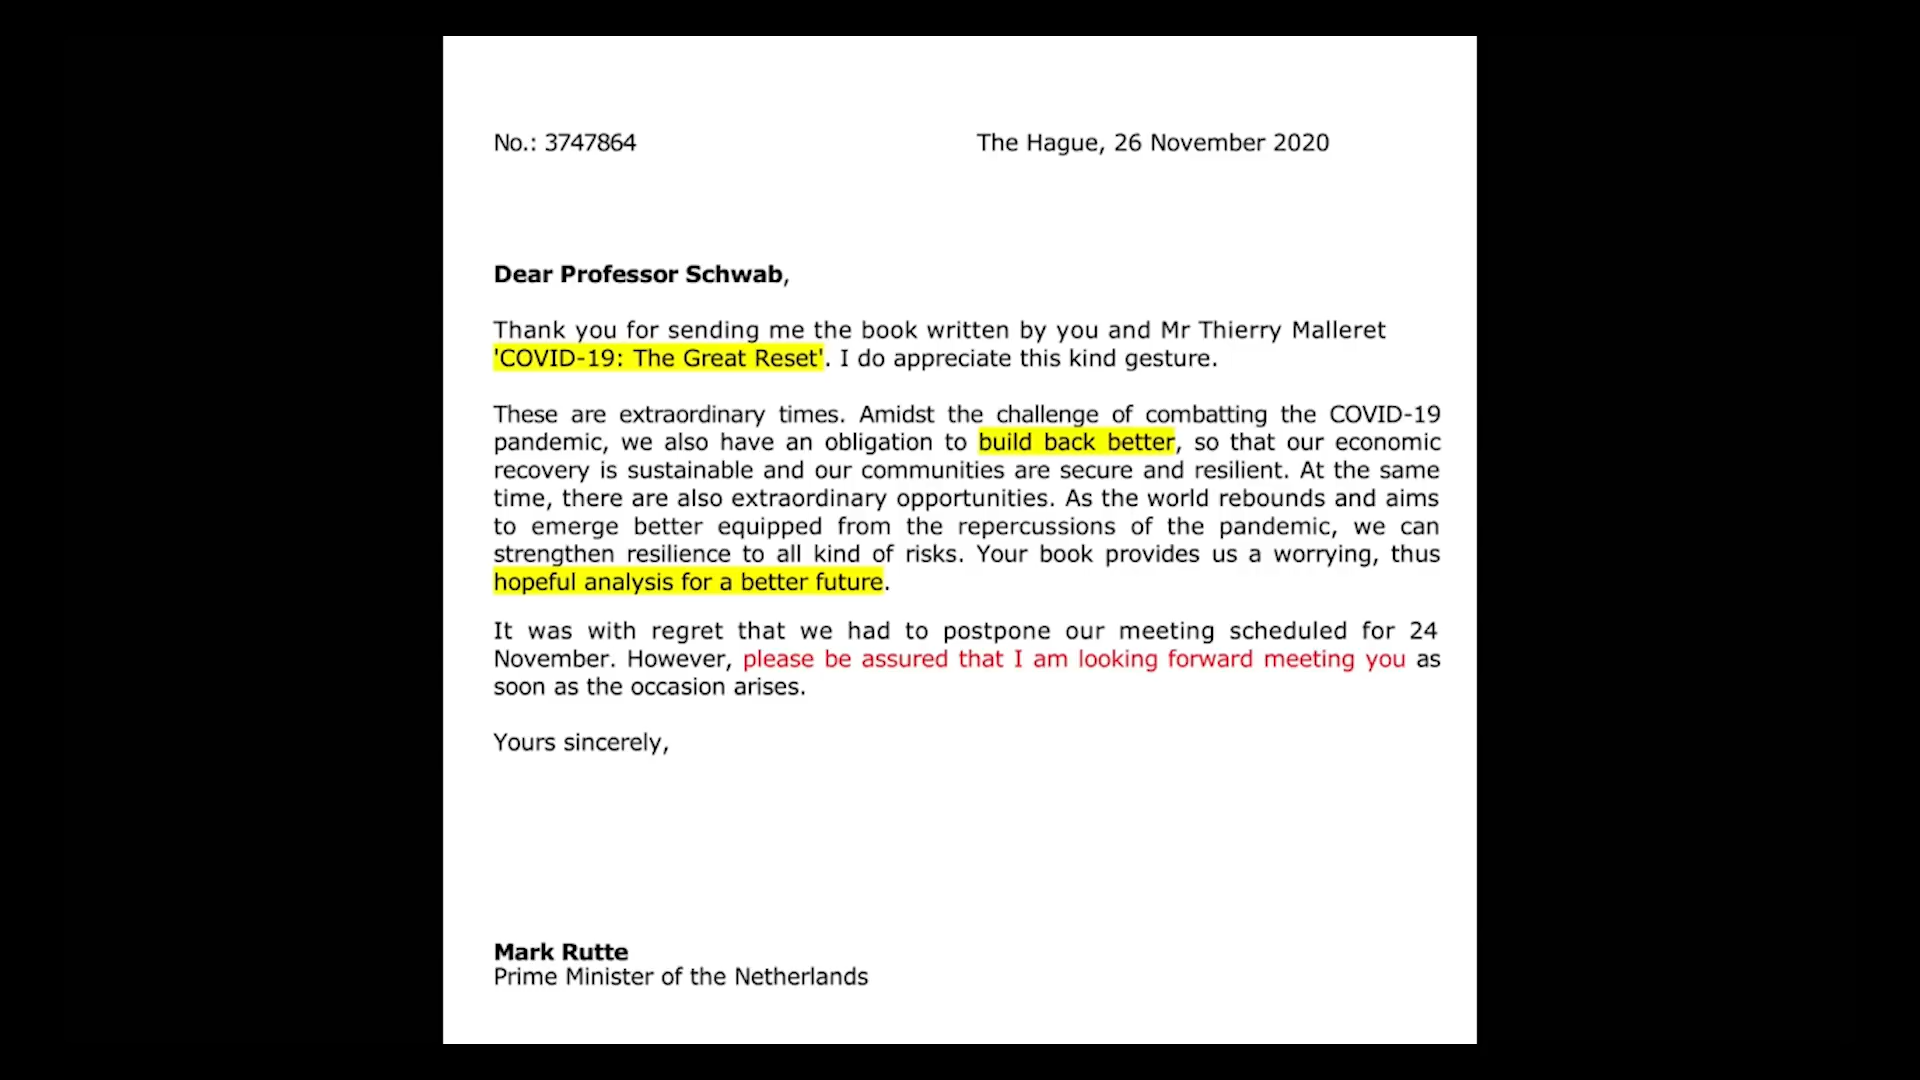 No.: 3747864 The Hague, 26 November 2020
Dear Professor Schwab,
Thank you for sending me the book written by you and Mr Thierry Malleret
'COVID-19: The Great Reset'. I do appreciate this kind gesture.
These are extraordinary times. Amidst the challenge of combatting the COVID-19
pandemic, we also have an obligation to build back better, so that our economic
recovery is sustainable and our communities are secure and resilient. At the same
time, there are also extraordinary opportunities. As the world rebounds and aims
to emerge better equipped from the repercussions of the pandemic, we can
strengthen resilience to all kind of risks. Your book provides us a worrying, thus
hopeful analysis for a better future.
It was with regret that we had to postpone our meeting scheduled for 24
November. However, please be assured that I am looking forward meeting you as
soon as the occasion arises.
Yours sincerely,
Mark Rutte
Prime Minister of the Netherlands